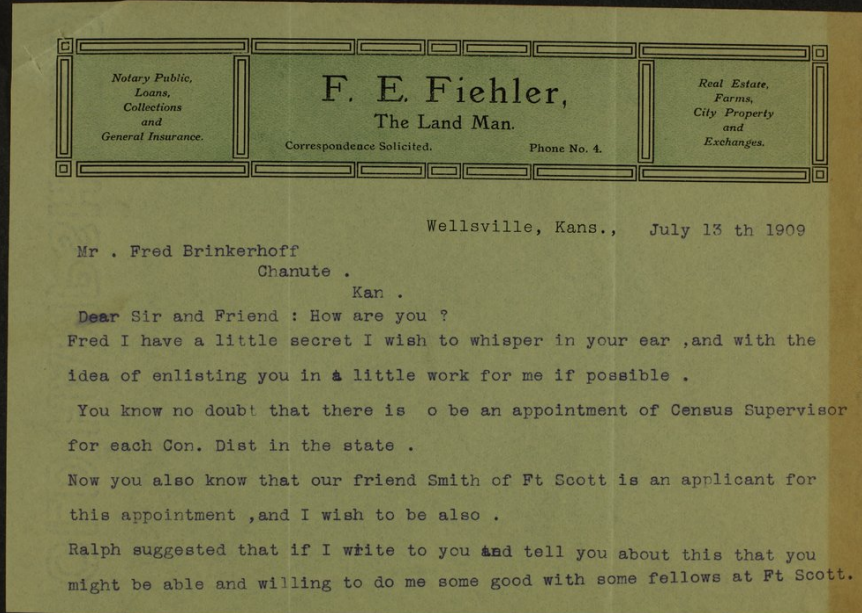 Notary Public,
Loans,
Collections
and
General Insurance.
F. E. Fiehler,
The Land Man.
Correspondence Solicited. Phone No. 4.
Real Estate,
Farms,
City Property
and
Exchanges.
Wellsville, Kans., July 13 th 1909
Mr . Fred Brinkerhoff
Chanute .
Kan .
Dear Sir and Friend : How are you ?
Fred I have a little secret I wish to whisper in your ear ,and with the
idea of enlisting you in a little work for me if possible .
You know no doubt that there is o be an appointment of Census Supervisor
for each Con. Dist in the state .
Now you also know that our friend Smith of Ft Scott is an applicant for
this appointment ,and I wish to be also .
Ralph suggested that if I write to you and tell you about this that you
might be able and willing to do me some good with some fellows at Ft Scott.